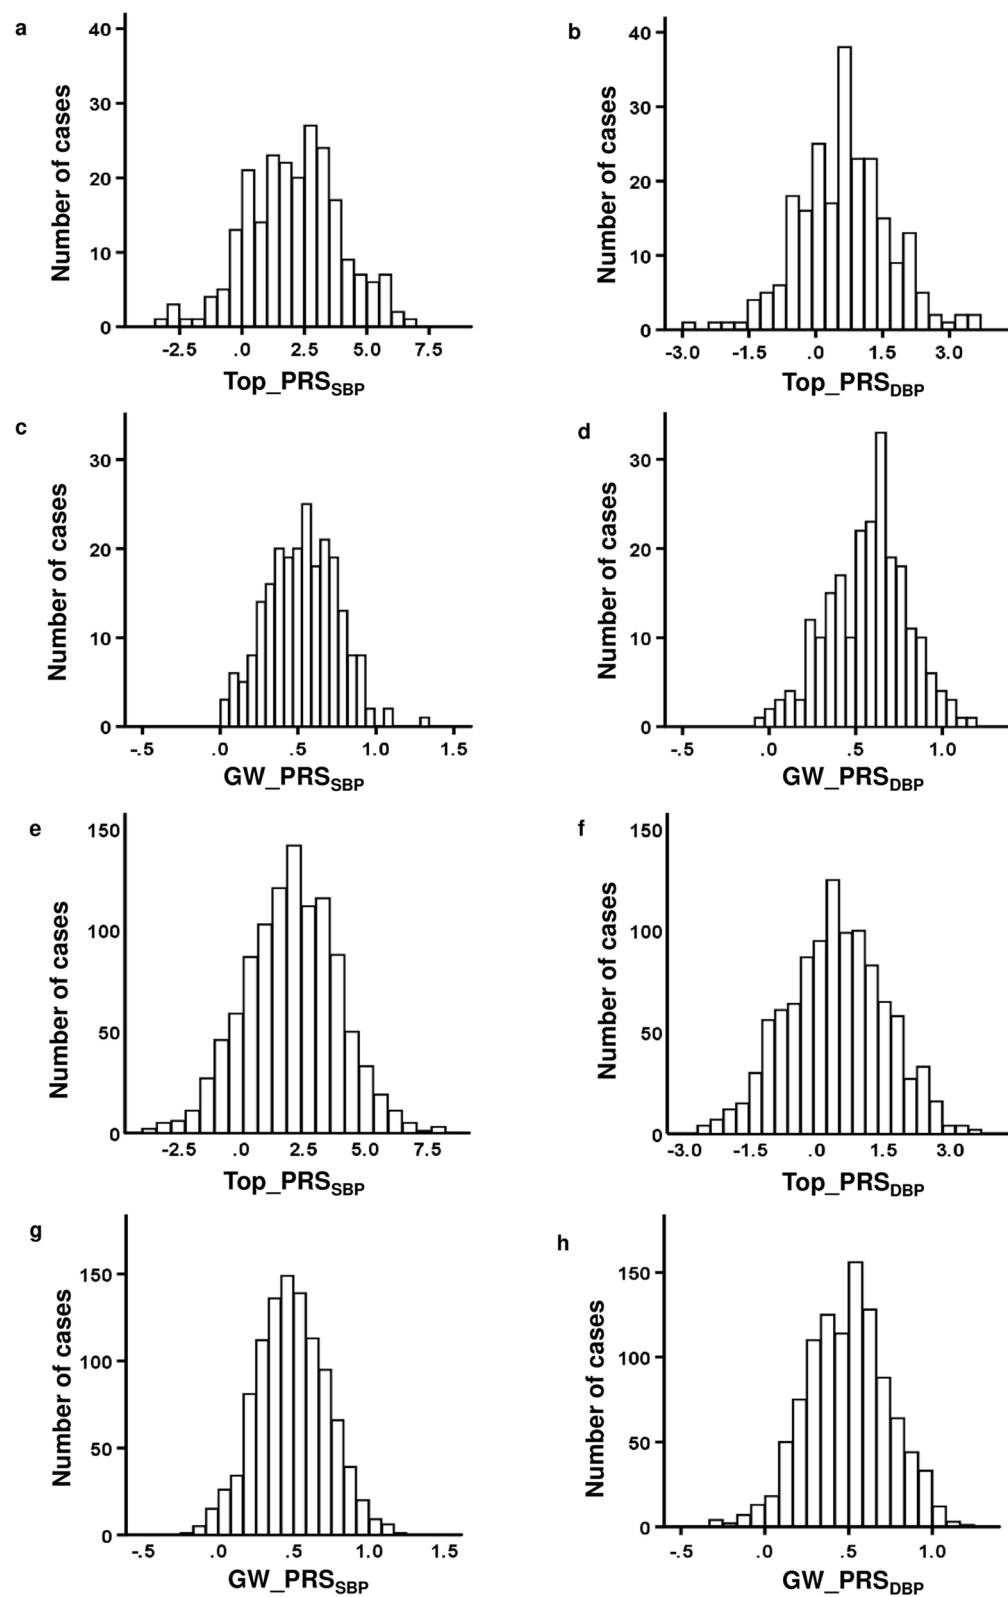 a
Number of cases
40
30
20
10
0
-2.5 .0 2.5 5.0 7.5
Top_PRSSBP
b
Number of cases
40
30
20
10
0
-3.0 -1.5 .0 1.5 3.0
Top_PRSDBP
c
Number of cases
30
20
10
0
-.5 .0 .5 1.0 1.5
GW_PRSSBP
d
Number of cases
30
20
10
0
-.5 .0 .5 1.0
GW_PRSDBP
e
Number of cases
150
100
50
0
-2.5 .0 2.5 5.0 7.5
Top_PRSSBP
f
Number of cases
150
100
50
0
-3.0 -1.5 .0 1.5 3.0
Top_PRSDBP
g
Number of cases
150
100
50
0
-.5 .0 .5 1.0 1.5
GW_PRSSBP
h
Number of cases
150
100
50
0
-.5 .0 .5 1.0
GW_PRSDBP